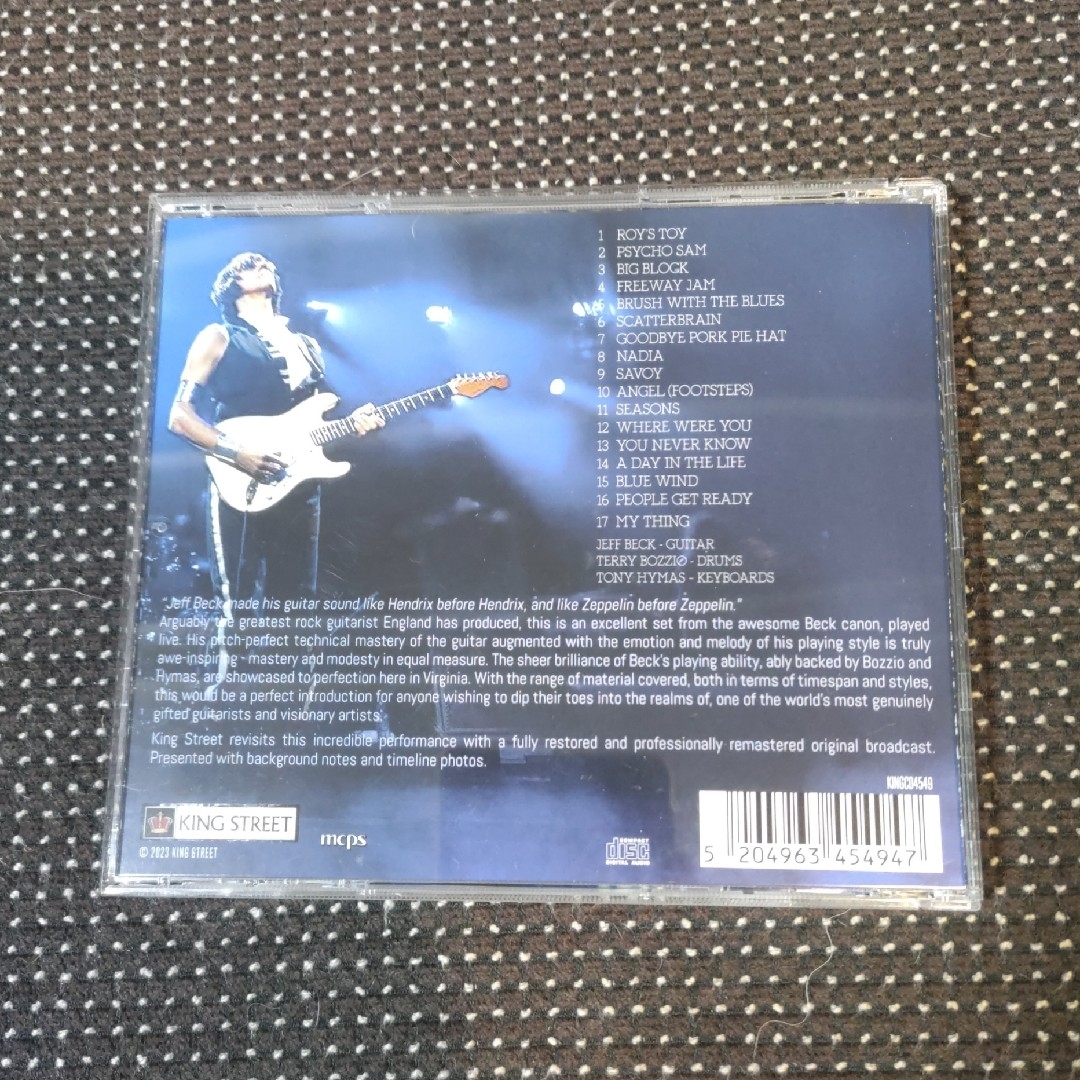 1 ROY'S TOY
2 PSYCHO SAM
3 BIG BLOCK
4 FREEWAY JAM
5 BRUSH WITH THE BLUES
6 SCATTERBRAIN
7 GOODBYE PORK PIE HAT
8 NADIA
9 SAVOY
10 ANGEL (FOOTSTEPS)
11 SEASONS
12 WHERE WERE YOU
13 YOU NEVER KNOW
14 A DAY IN THE LIFE
15 BLUE WIND
16 PEOPLE GET READY
17 MY THING
JEFF BECK - GUITAR
TERRY BOZZIO - DRUMS
TONY HYMAS - KEYBOARDS
"Jeff Beck made his guitar sound like Hendrix before Hendrix, and like Zeppelin before Zeppelin."
Arguably the greatest rock guitarist England has produced, this is an excellent set from the awesome Beck canon, played
live. His pitch-perfect technical mastery of the guitar augmented with the emotion and melody of his playing style is truly
awe-inspiring - mastery and modesty in equal measure. The sheer brilliance of Beck's playing ability, ably backed by Bozzio and
Hymas, are showcased to perfection here in Virginia. With the range of material covered, both in terms of timespan and styles,
this would be a perfect introduction for anyone wishing to dip their toes into the realms of, one of the world's most genuinely
gifted guitarists and visionary artists.
King Street revisits this incredible performance with a fully restored and professionally remastered original broadcast.
Presented with background notes and timeline photos.
KINGCD4549
KING STREET
mcps
© 2023 KING STREET
COMPACT
disc
DIGITAL AUDIO
5 204963 454947